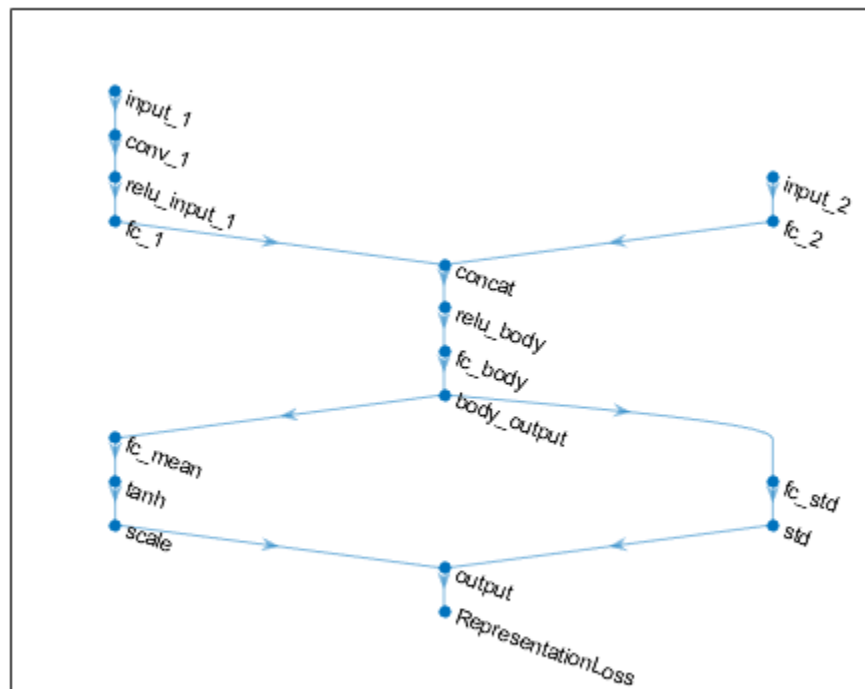 input_1
conv_1
relu_input_1
fc_1
input_2
fc_2
concat
relu_body
fc_body
body_output
fc_mean
tanh
scale
fc_std
std
output
RepresentationLoss